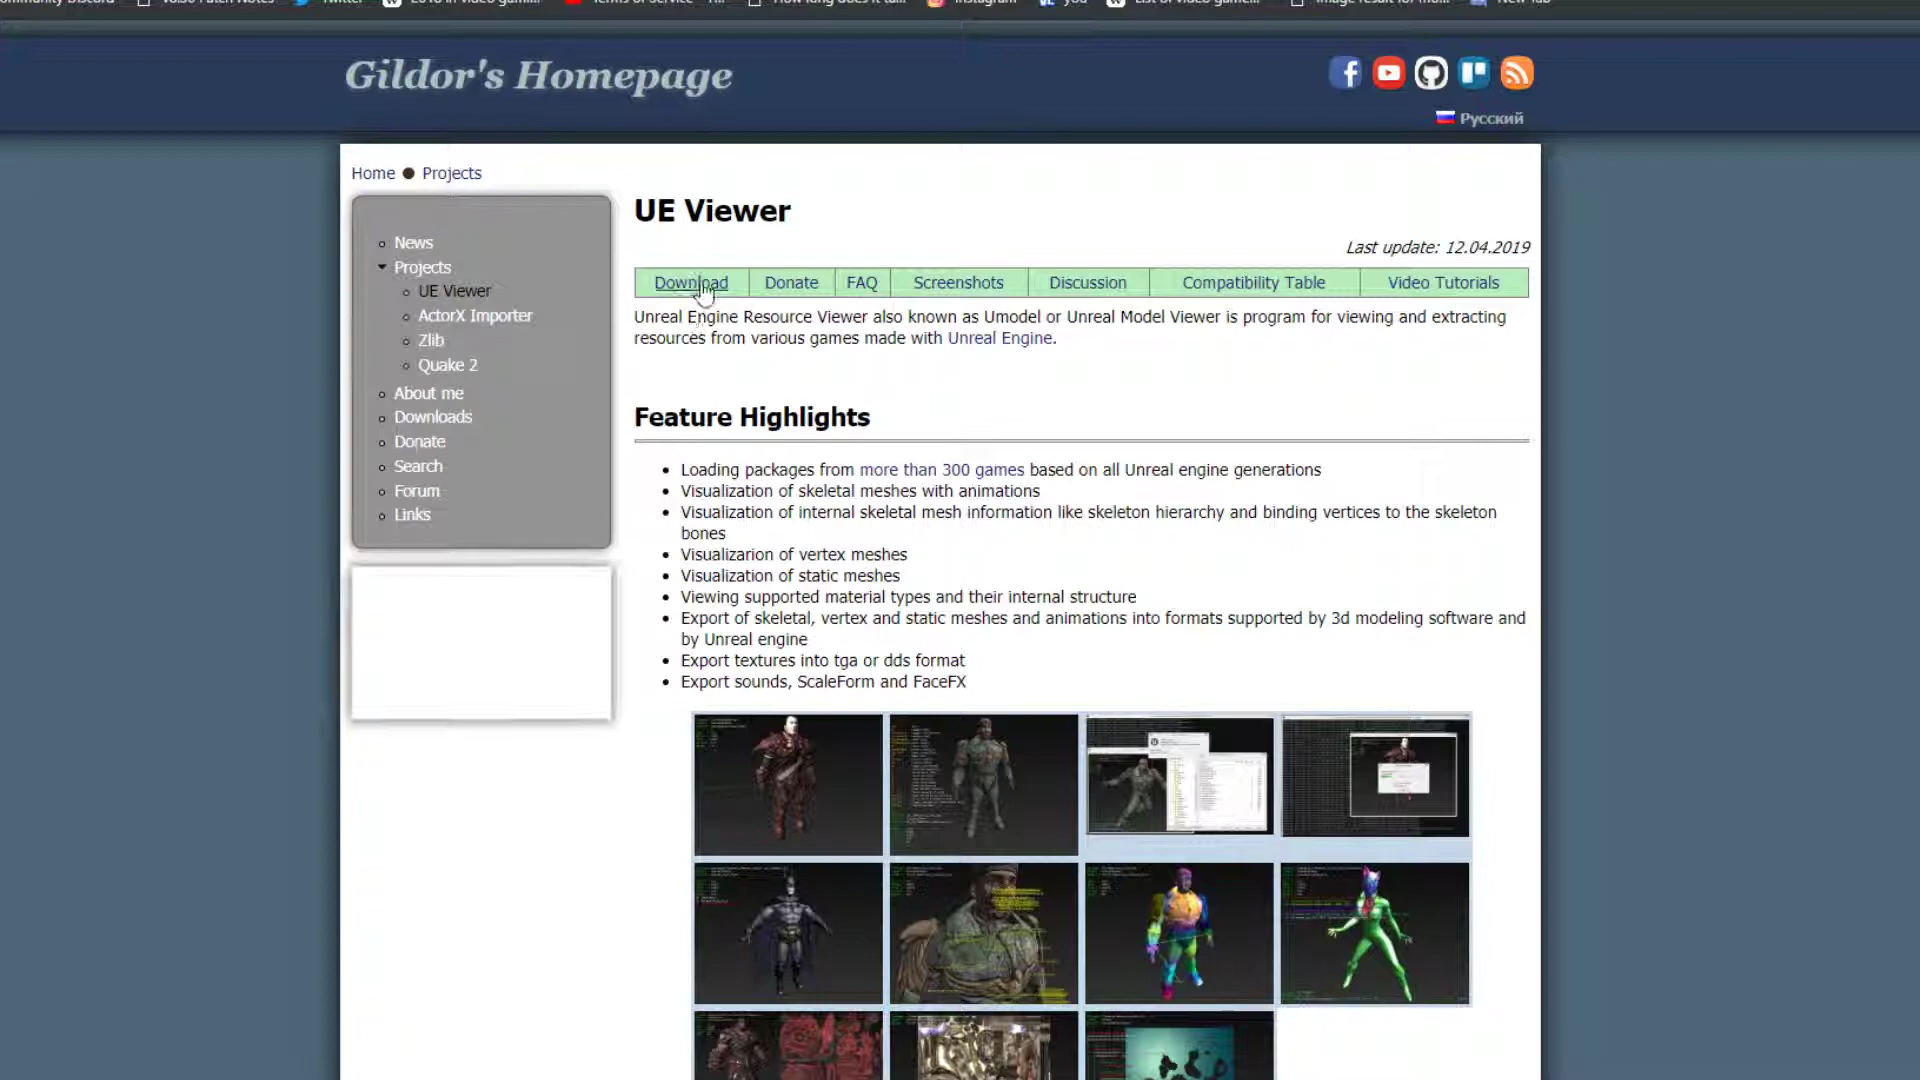 Twitter
Instagram
you
New Tab
Gildor's Homepage
Русский
Home ● Projects
News
Projects
UE Viewer
ActorX Importer
Zlib
Quake 2
About me
Downloads
Donate
Search
Forum
Links
UE Viewer
Last update: 12.04.2019
Download Donate FAQ Screenshots Discussion Compatibility Table Video Tutorials
Unreal Engine Resource Viewer also known as Umodel or Unreal Model Viewer is program for viewing and extracting
resources from various games made with Unreal Engine.
Feature Highlights
Loading packages from more than 300 games based on all Unreal engine generations
Visualization of skeletal meshes with animations
Visualization of internal skeletal mesh information like skeleton hierarchy and binding vertices to the skeleton
bones
Visualizarion of vertex meshes
Visualization of static meshes
Viewing supported material types and their internal structure
Export of skeletal, vertex and static meshes and animations into formats supported by 3d modeling software and
by Unreal engine
Export textures into tga or dds format
Export sounds, ScaleForm and FaceFX